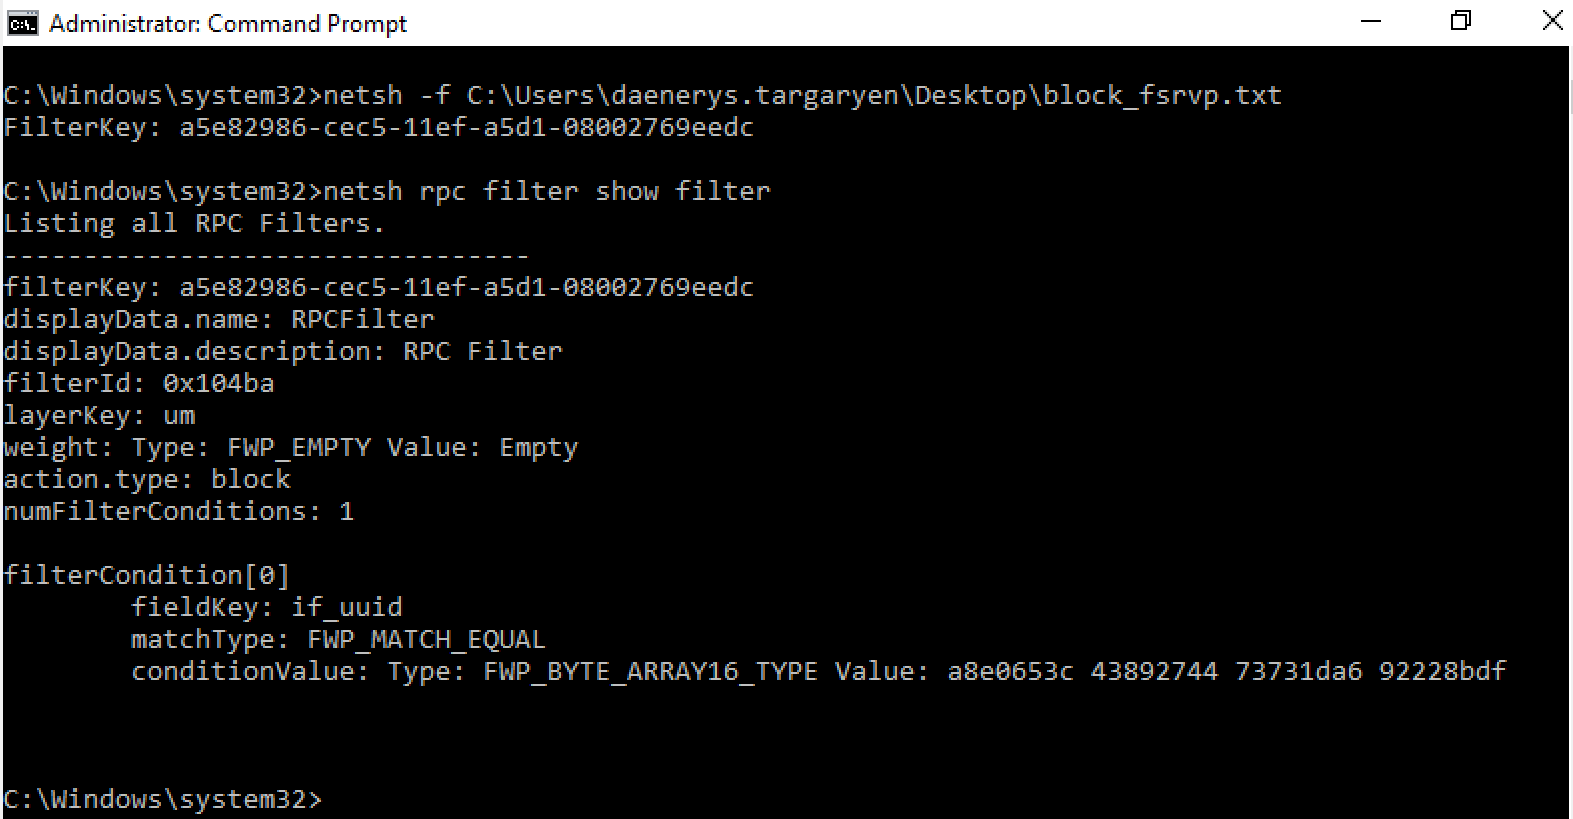 Administrator: Command Prompt
C:\Windows\system32>netsh -f C:\Users\daenerys.targaryen\Desktop\block_fsrvp.txt
FilterKey: a5e82986-cec5-11ef-a5d1-08002769eedc
C:\Windows\system32>netsh rpc filter show filter
Listing all RPC Filters.
---------------------------------
filterKey: a5e82986-cec5-11ef-a5d1-08002769eedc
displayData.name: RPCFilter
displayData.description: RPC Filter
filterId: 0x104ba
layerKey: um
weight: Type: FWP_EMPTY Value: Empty
action.type: block
numFilterConditions: 1
filterCondition[0]
fieldKey: if_uuid
matchType: FWP_MATCH_EQUAL
conditionValue: Type: FWP_BYTE_ARRAY16_TYPE Value: a8e0653c 43892744 73731da6 92228bdf
C:\Windows\system32>